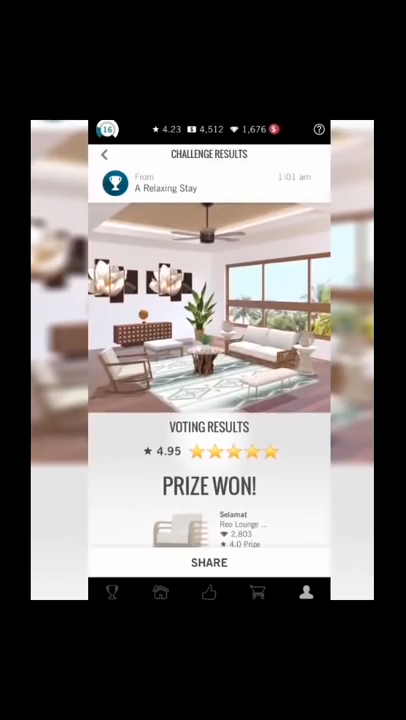 16 ★ 4.23 $ 4,512 1,676 $ ?
CHALLENGE RESULTS
From
1:01 am
A Relaxing Stay
VOTING RESULTS
★ 4.95 ★★★★★
PRIZE WON!
Selamat
Reo Lounge ...
2,803
★ 4.0 Prize
SHARE